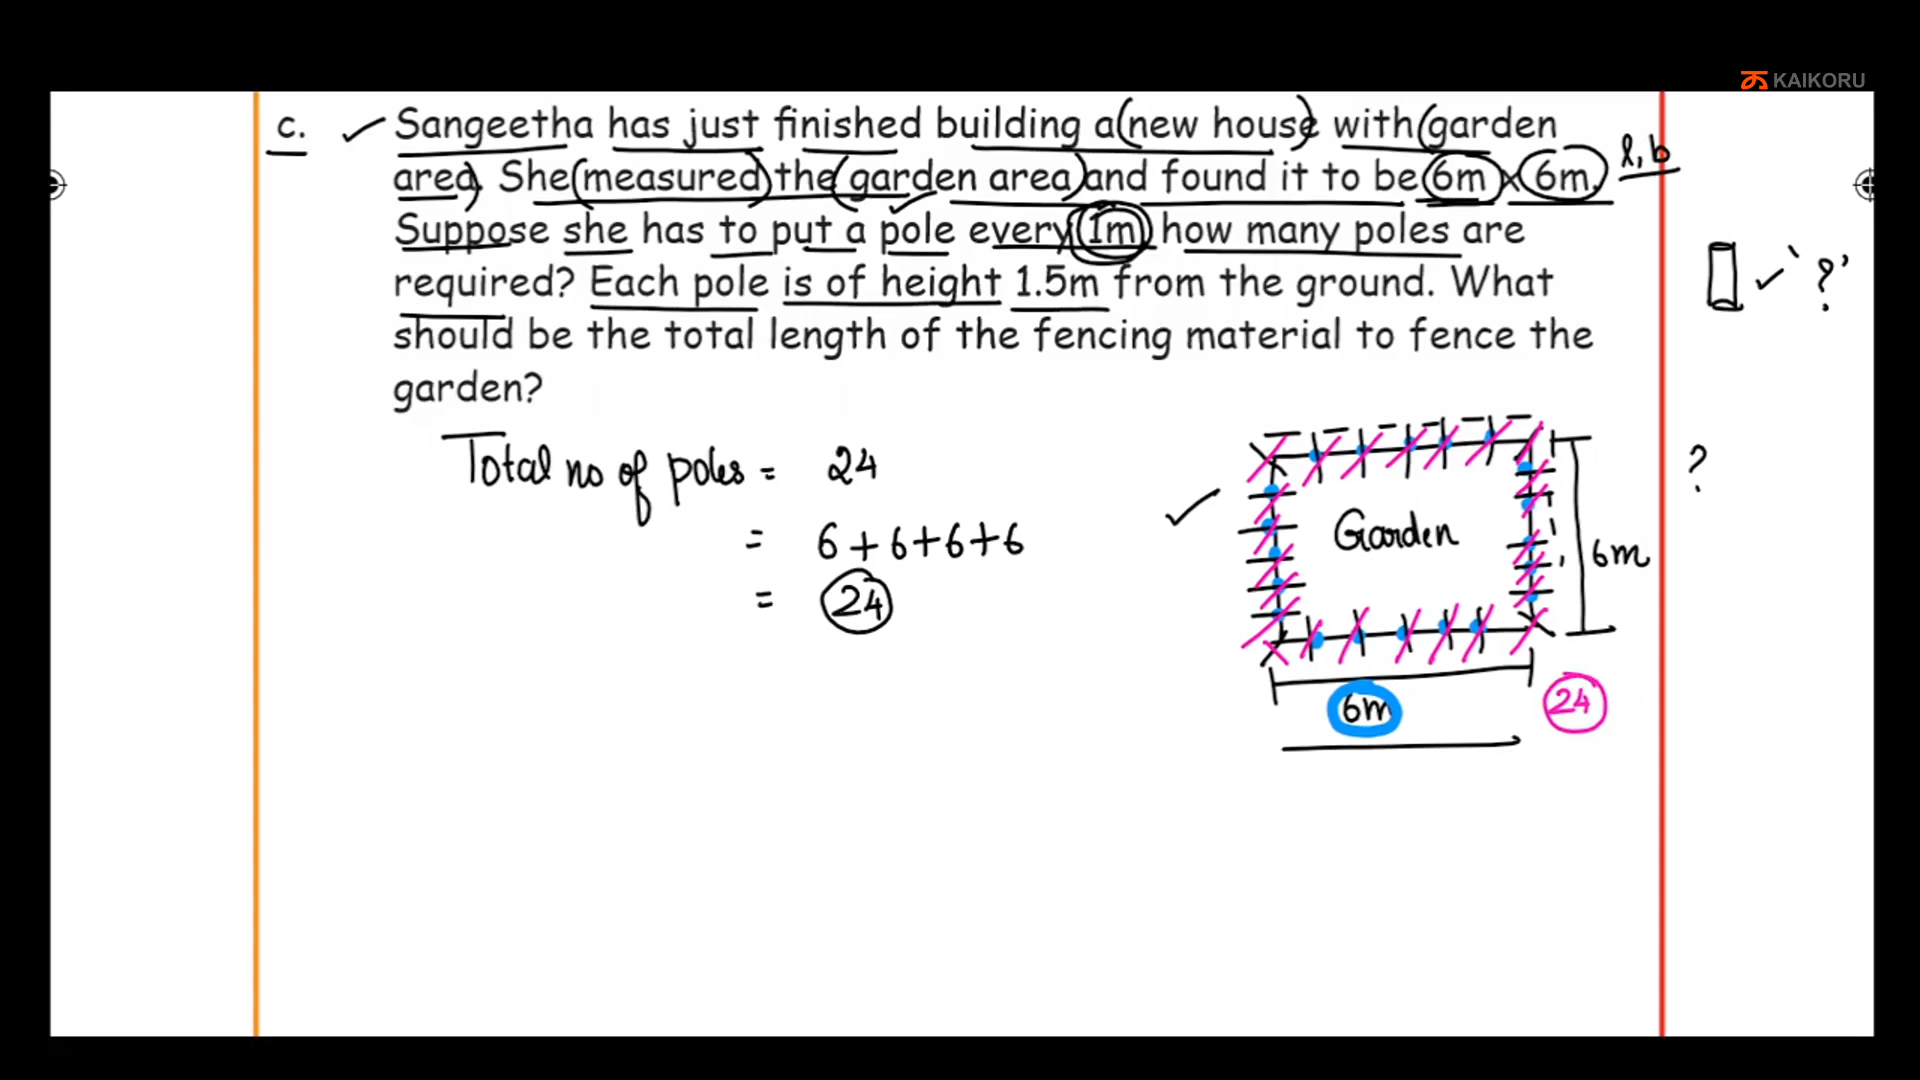 KAIKORU
c. Sangeetha has just finished building a new house with garden
area. She measured the garden area and found it to be 6m x 6m. l, b
Suppose she has to put a pole every 1m how many poles are
required? Each pole is of height 1.5m from the ground. What
?
should be the total length of the fencing material to fence the
garden?
Total no of poles = 24
?
= 6+6+6+6
Garden
6m
= 24
6m
24